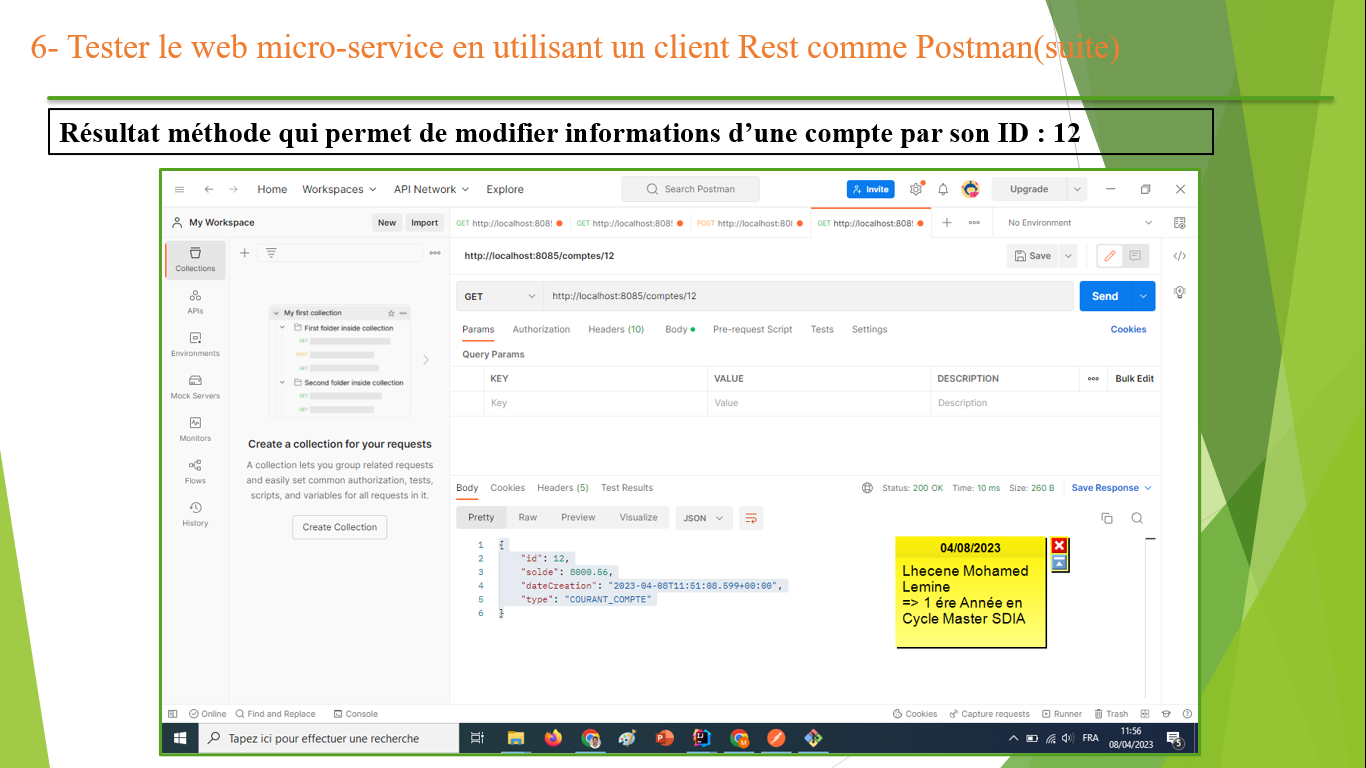 6- Tester le web micro-service en utilisant un client Rest comme Postman(suite)
Résultat méthode qui permet de modifier informations d’une compte par son ID : 12
Home Workspaces API Network Explore Search Postman Invite Upgrade
My Workspace New Import GET http://localhost:808 GET http://localhost:808 POST http://localhost:80 GET http://localhost:808 No Environment
Collections
APIs
Environments
Mock Servers
Monitors
Flows
History
My first collection
First folder inside collection
GET
POST
GET
Second folder inside collection
GET
GET
Create a collection for your requests
A collection lets you group related requests
and easily set common authorization, tests,
scripts, and variables for all requests in it.
Create Collection
http://localhost:8085/comptes/12 Save
GET http://localhost:8085/comptes/12 Send
Params Authorization Headers (10) Body Pre-request Script Tests Settings Cookies
Query Params
KEY VALUE DESCRIPTION Bulk Edit
Key Value Description
Body Cookies Headers (5) Test Results Status: 200 OK Time: 10 ms Size: 260 B Save Response
Pretty Raw Preview Visualize JSON
1 {
2 "id": 12,
3 "solde": 8000.56,
4 "dateCreation": "2023-04-08T11:51:08.599+00:00",
5 "type": "COURANT_COMPTE"
6 }
04/08/2023
Lhecene Mohamed
Lemine
=> 1 ére Année en
Cycle Master SDIA
Online Find and Replace Console Cookies Capture requests Runner Trash
Tapez ici pour effectuer une recherche FRA 11:56
08/04/2023
5